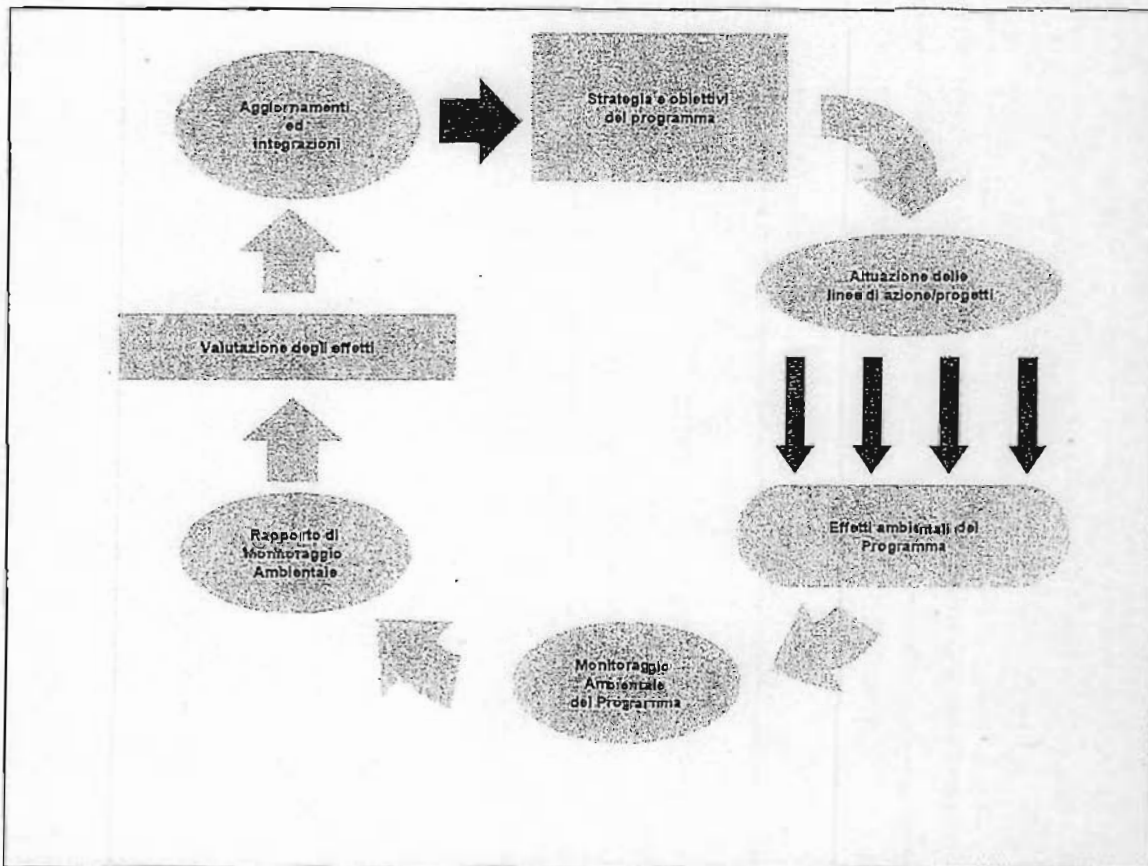 Aggiornamenti
ed
integrazioni
Strategia e obiettivi
del programma
Attuazione delle
linee di azione/progetti
Valutazione degli effetti
Effetti ambientali del
Programma
Rapporto di
Monitoraggio
Ambientale
Monitoraggio
Ambientale
del Programma